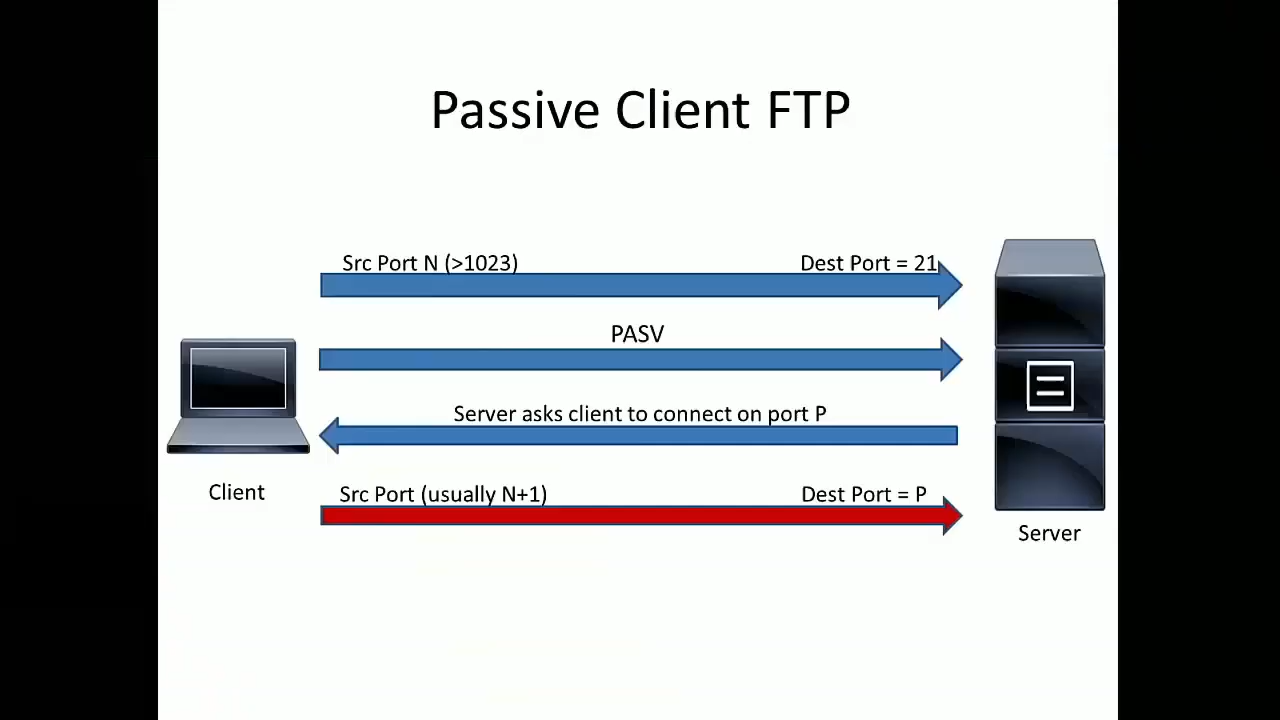 Passive Client FTP
Src Port N (>1023) Dest Port = 21
PASV
Server asks client to connect on port P
Src Port (usually N+1) Dest Port = P
Client
Server